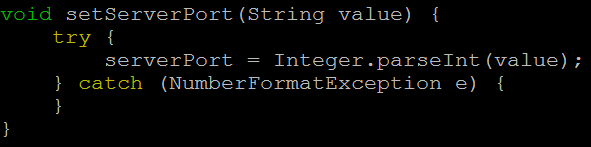 void setServerPort(String value) {
    try {
        serverPort = Integer.parseInt(value);
    } catch (NumberFormatException e) {
    }
}